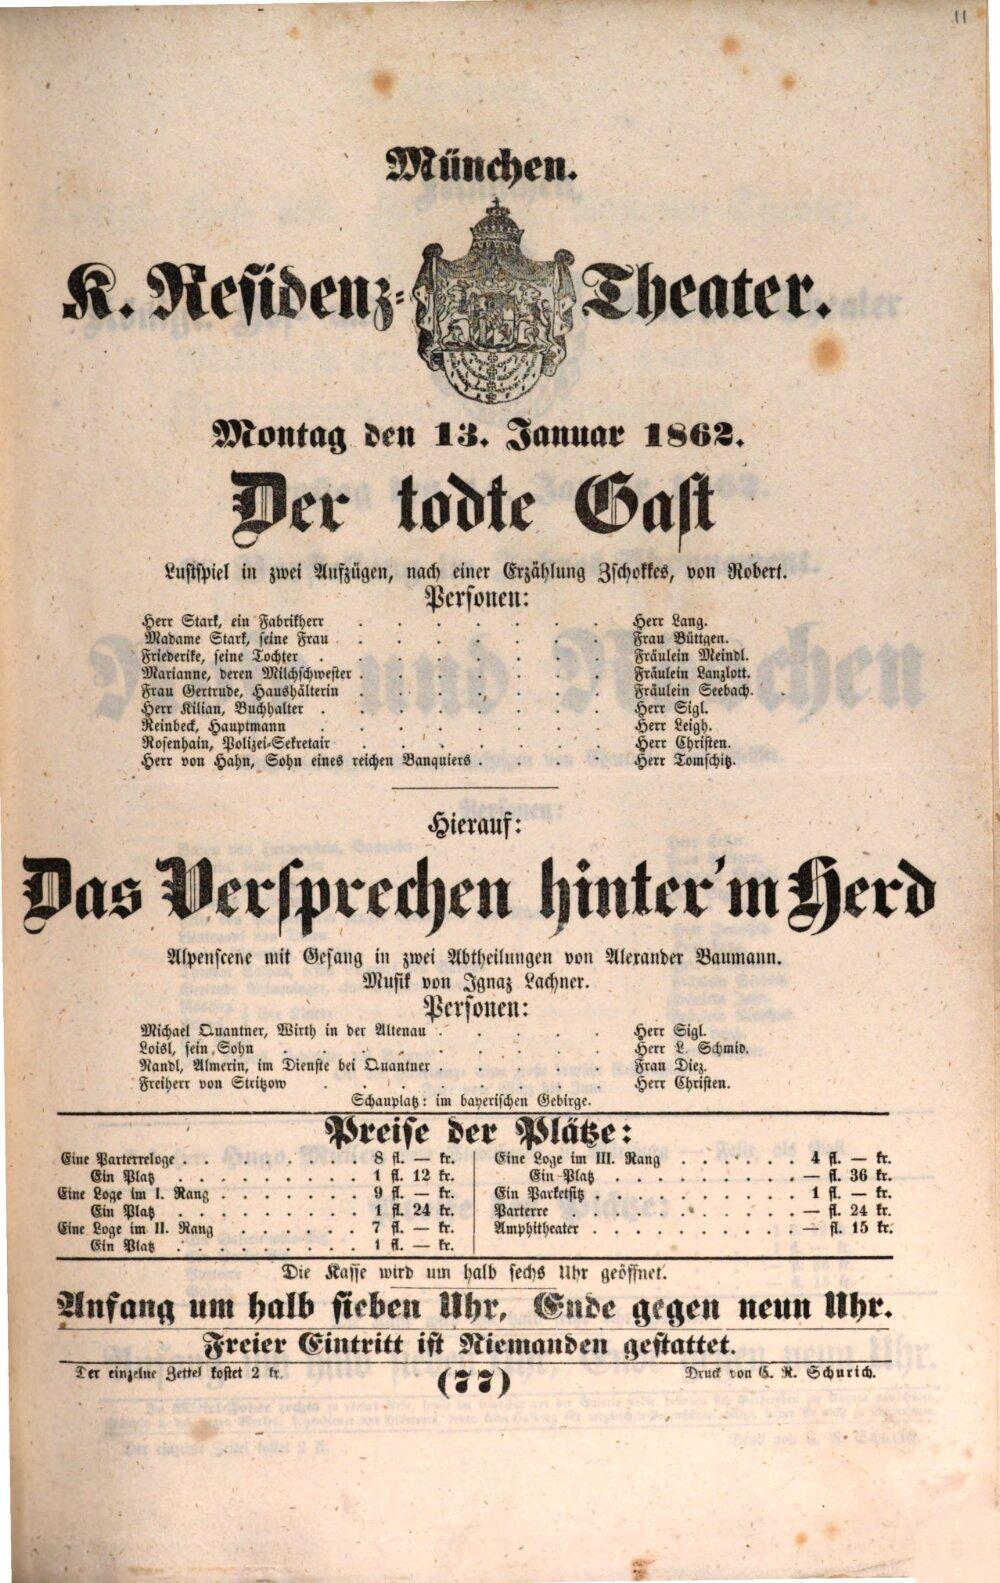 11
München.
K. Residenz-Theater.
Montag den 13. Januar 1862.
Der todte Gast
Lustspiel in zwei Aufzügen, nach einer Erzählung Zschokkes, von Robert.
Personen:
Herr Stark, ein Fabrikherr . . . . . . . Herr Lang.
Madame Stark, seine Frau . . . . . . . Frau Büttgen.
Friederike, seine Tochter . . . . . . . . Fräulein Meindl.
Marianne, deren Milchschwester . . . . . . . Fräulein Lanzlott.
Frau Gertrude, Haushälterin . . . . . . . Fräulein Seebach.
Herr Kilian, Buchhalter . . . . . . . . Herr Sigl.
Reinbeck, Hauptmann . . . . . . . . Herr Leigh.
Rosenhain, Polizei-Sekretair . . . . . . . Herr Christen.
Herr von Hahn, Sohn eines reichen Banquiers . . . . Herr Tomschitz.
Hierauf:
Das Versprechen hinter'm Herd
Alpenscene mit Gesang in zwei Abtheilungen von Alexander Baumann.
Musik von Ignaz Lachner.
Personen:
Michael Quantner, Wirth in der Altenau . . . . . Herr Sigl.
Loisl, sein Sohn . . . . . . . . . Herr L. Schmid.
Nandl, Almerin, im Dienste bei Quantner . . . . . Frau Diez.
Freiherr von Stritzow . . . . . . . . Herr Christen.
Schauplatz: im bayerischen Gebirge.
Preise der Plätze:
Eine Parterreloge . . . . . . . . 8 fl. — kr.
Ein Platz . . . . . . . . 1 fl. 12 kr.
Eine Loge im I. Rang . . . . . . . 9 fl. — kr.
Ein Platz . . . . . . . . 1 fl. 24 kr.
Eine Loge im II. Rang . . . . . . . 7 fl. — kr.
Ein Platz . . . . . . . . 1 fl. — kr.
Eine Loge im III. Rang . . . . . . 4 fl. — kr.
Ein Platz . . . . . . . . — fl. 36 kr.
Ein Parketsitz . . . . . . . . 1 fl. — kr.
Parterre . . . . . . . . . — fl. 24 kr.
Amphitheater . . . . . . . . — fl. 15 kr.
Die Kasse wird um halb sechs Uhr geöffnet.
Anfang um halb sieben Uhr, Ende gegen neun Uhr.
Freier Eintritt ist Niemanden gestattet.
Der einzelne Zettel kostet 2 kr. (77) Druck von G. R. Schurich.